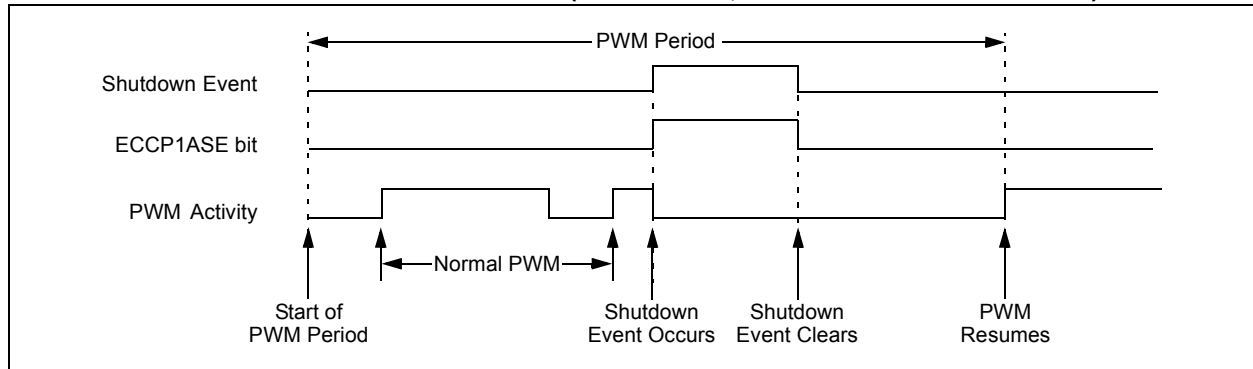 PWM Period
Shutdown Event
ECCP1ASE bit
PWM Activity
Normal PWM
Start of
PWM Period
Shutdown
Event Occurs
Shutdown
Event Clears
PWM
Resumes